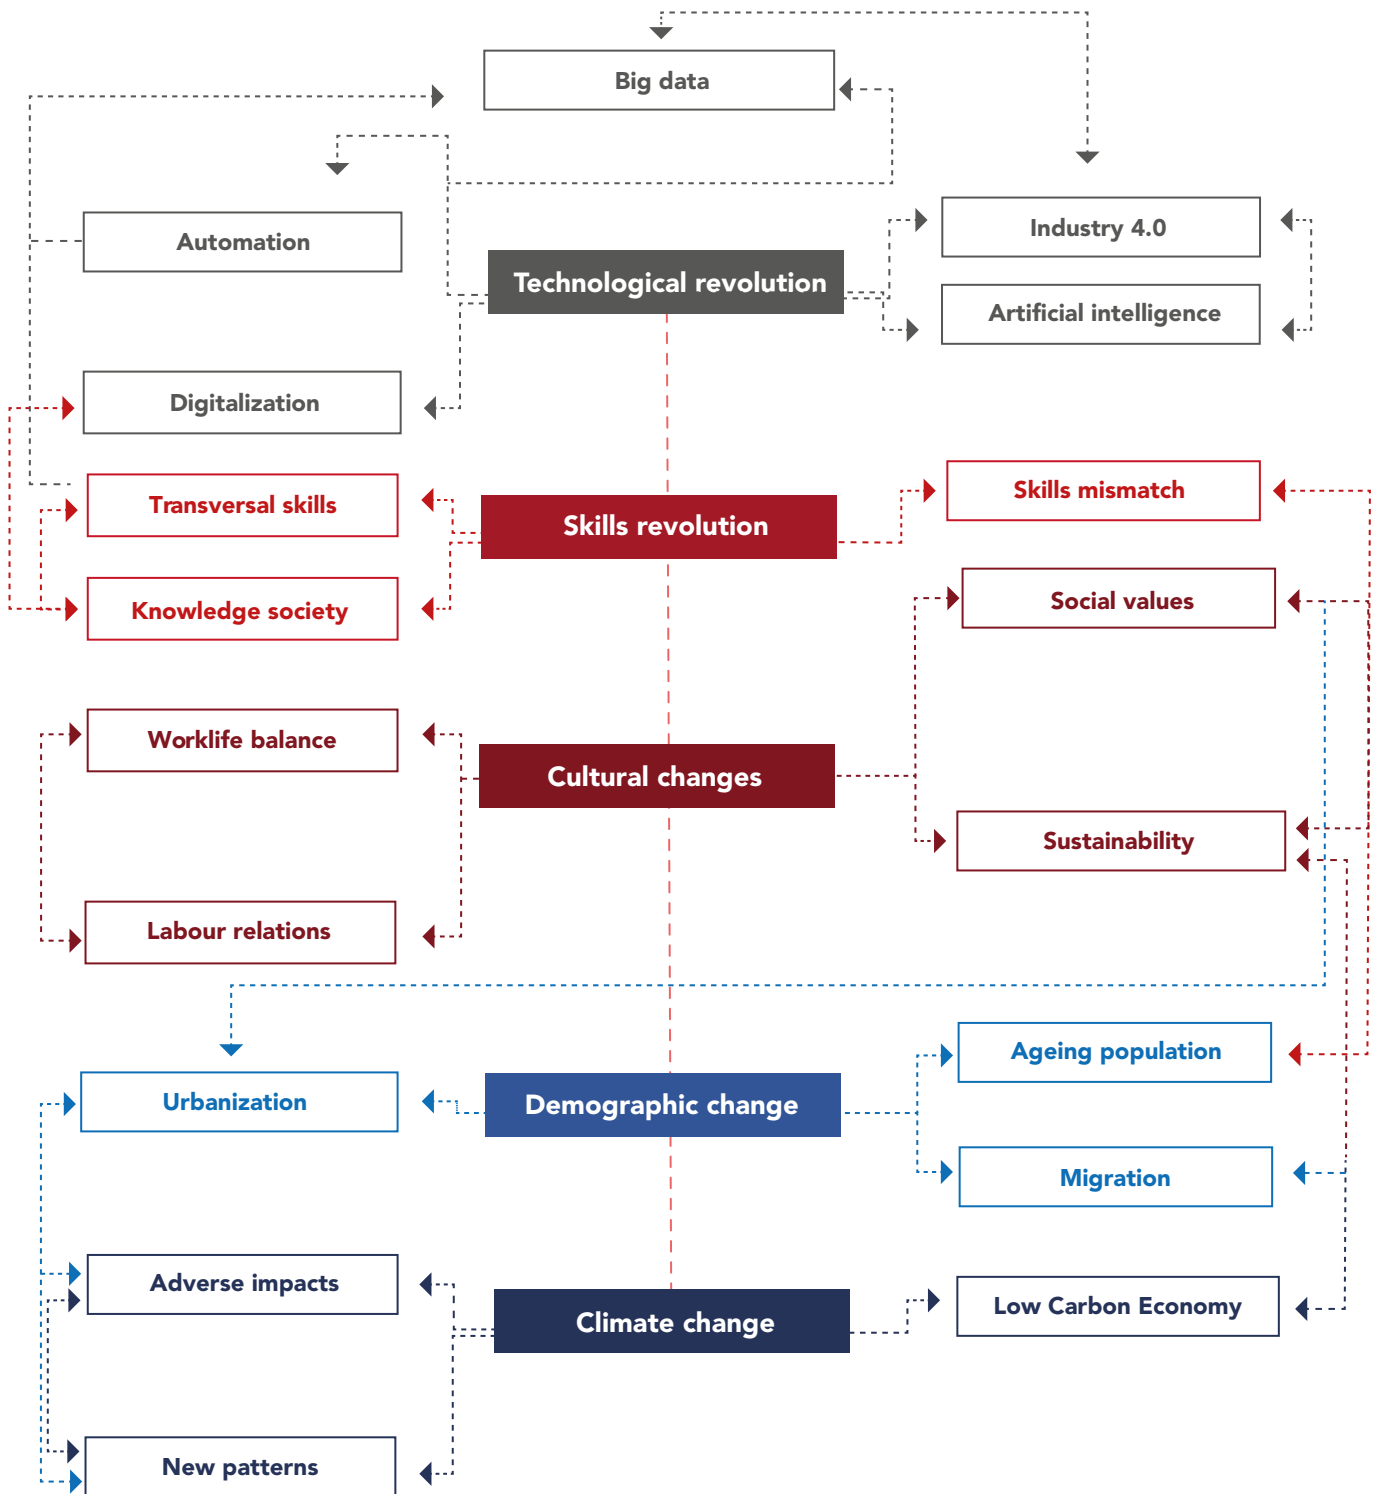 Big data
Automation
Industry 4.0
Technological revolution
Artificial intelligence
Digitalization
Transversal skills
Skills revolution
Skills mismatch
Knowledge society
Social values
Worklife balance
Cultural changes
Sustainability
Labour relations
Urbanization
Demographic change
Ageing population
Migration
Adverse impacts
Climate change
Low Carbon Economy
New patterns